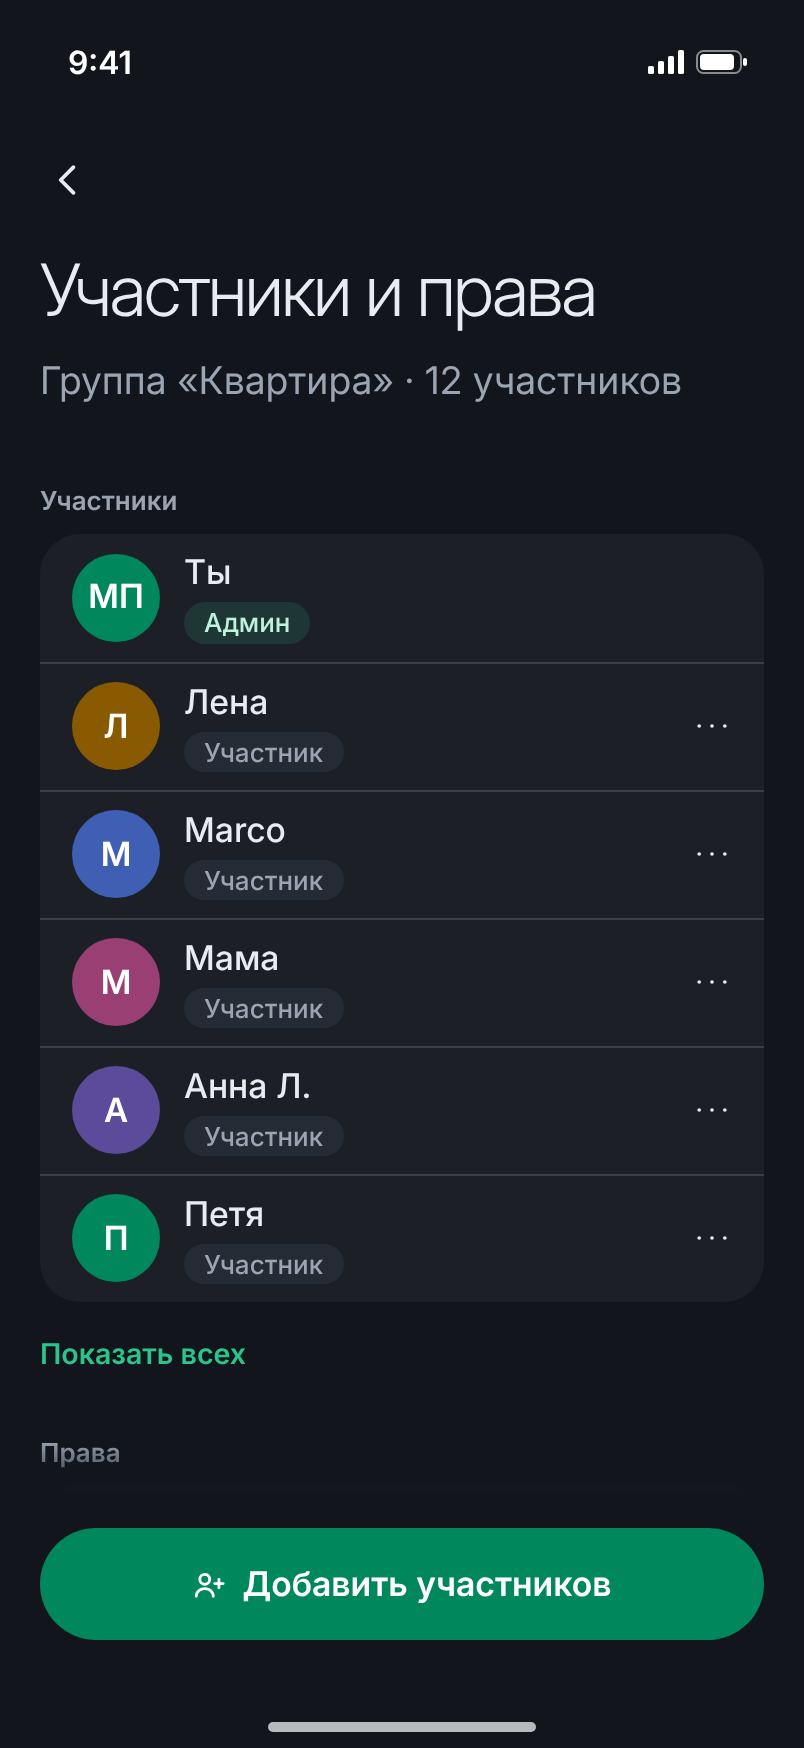 9:41
Участники и права
Группа «Квартира» · 12 участников
Участники
МП
Ты
Админ
Л
Лена
Участник
...
M
Marco
Участник
...
М
Мама
Участник
...
А
Анна Л.
Участник
...
П
Петя
Участник
...
Показать всех
Права
Добавить участников